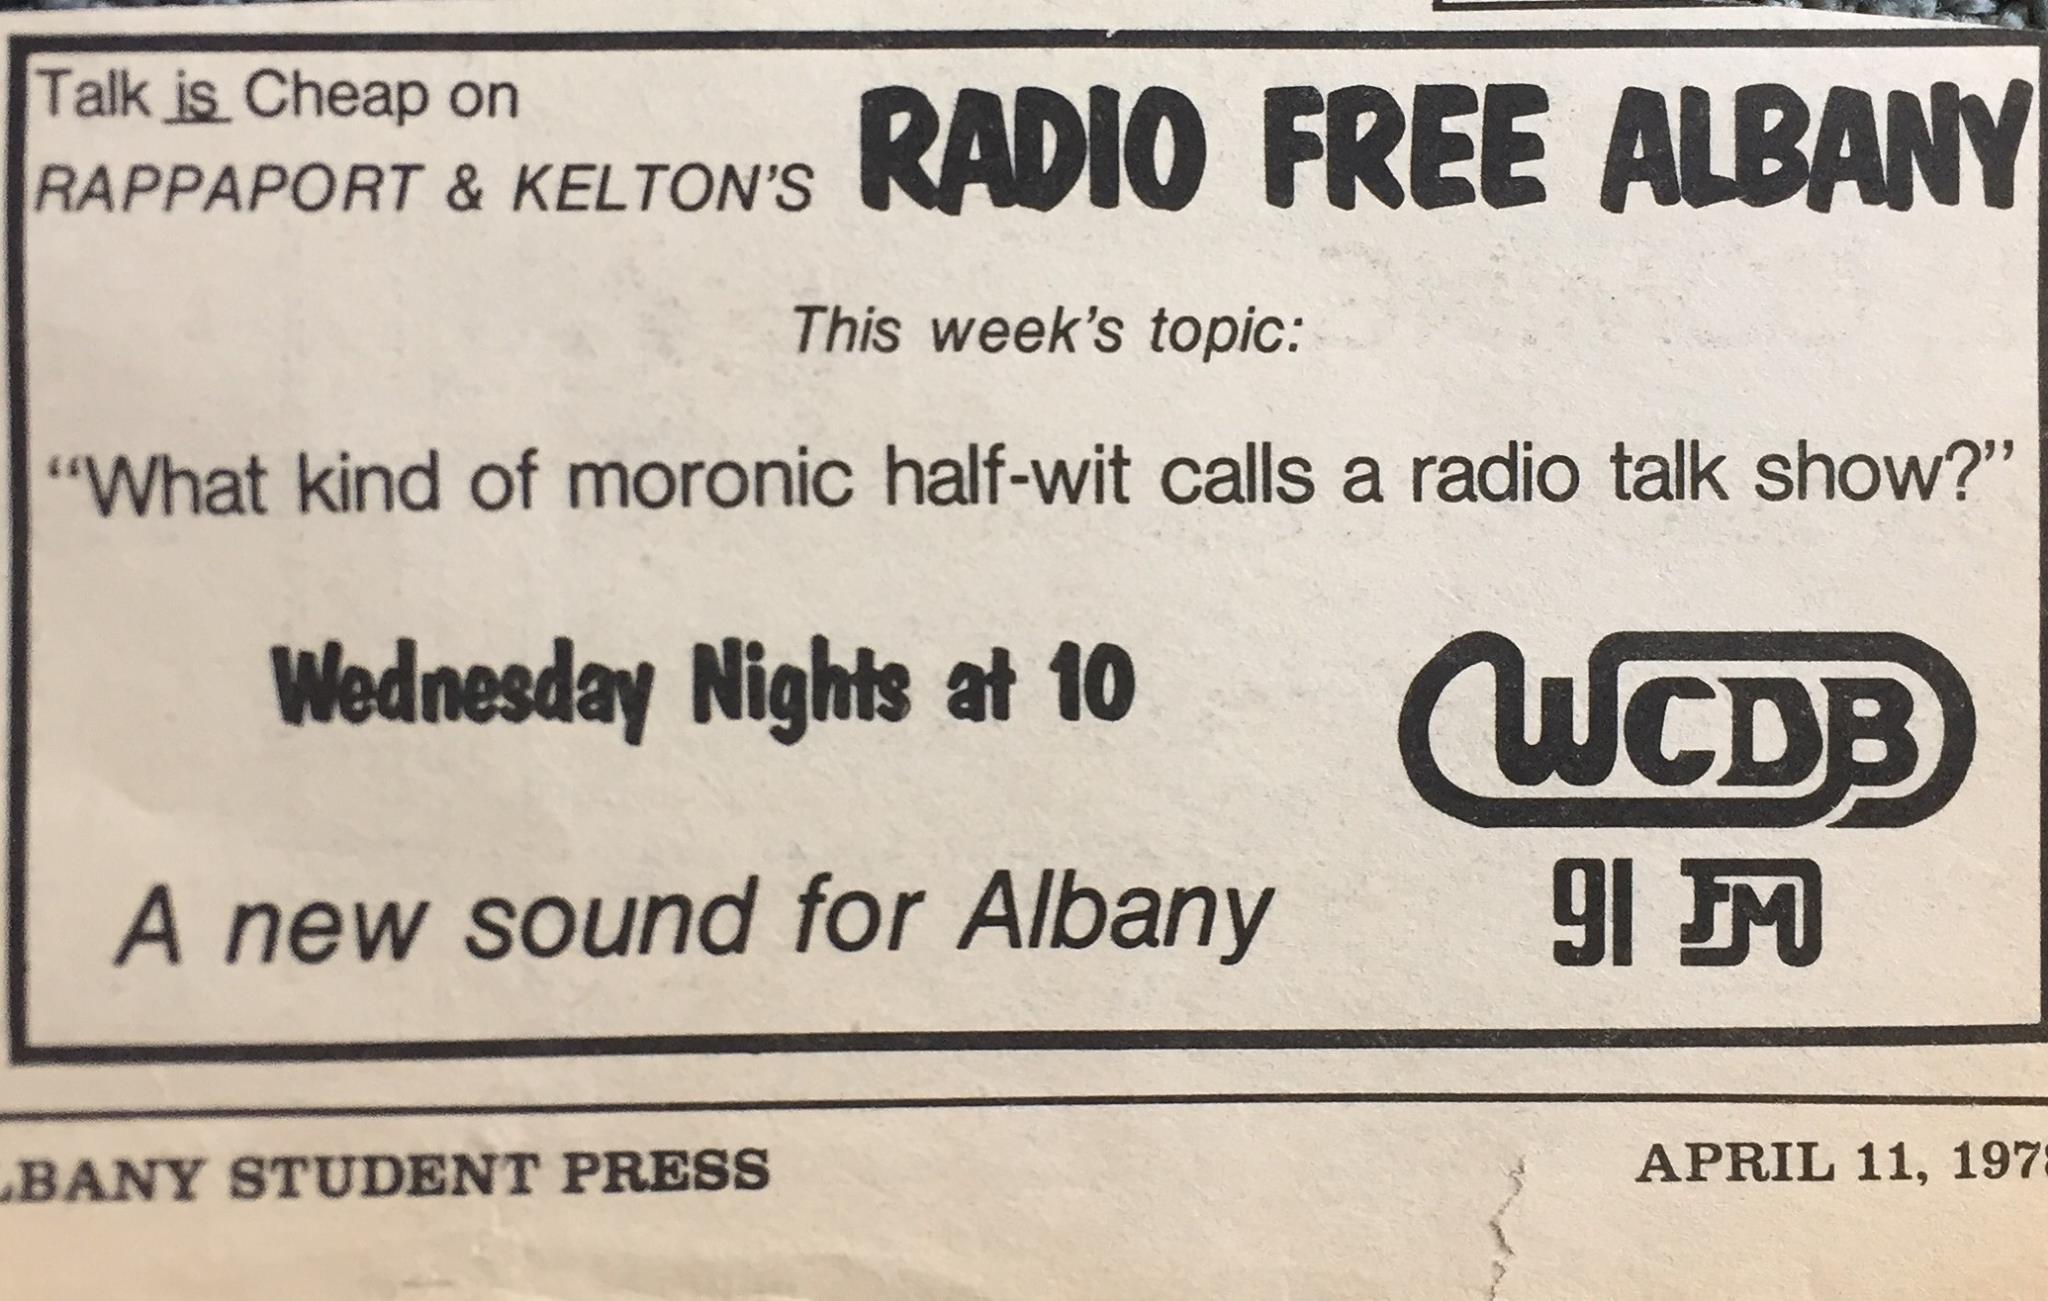 Talk is Cheap on
RAPPAPORT & KELTON'S RADIO FREE ALBANY
This week's topic:
“What kind of moronic half-wit calls a radio talk show?”
Wednesday Nights at 10
WCDB
A new sound for Albany
91 FM
LBANY STUDENT PRESS
APRIL 11, 197